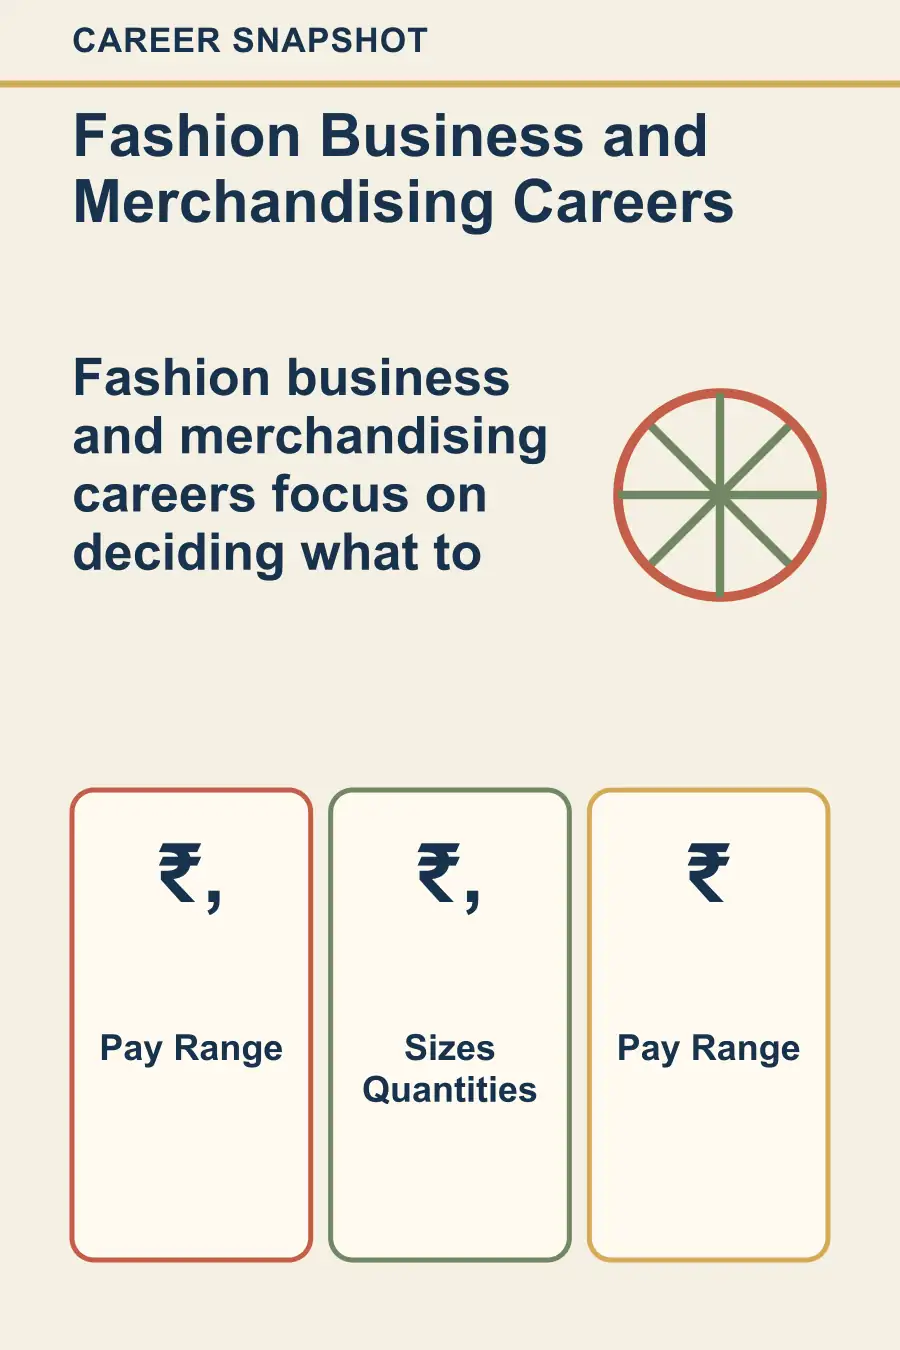 CAREER SNAPSHOT
Fashion Business and
Merchandising Careers
Fashion business
and merchandising
careers focus on
deciding what to
₹,
₹,
₹
Pay Range
Sizes
Quantities
Pay Range